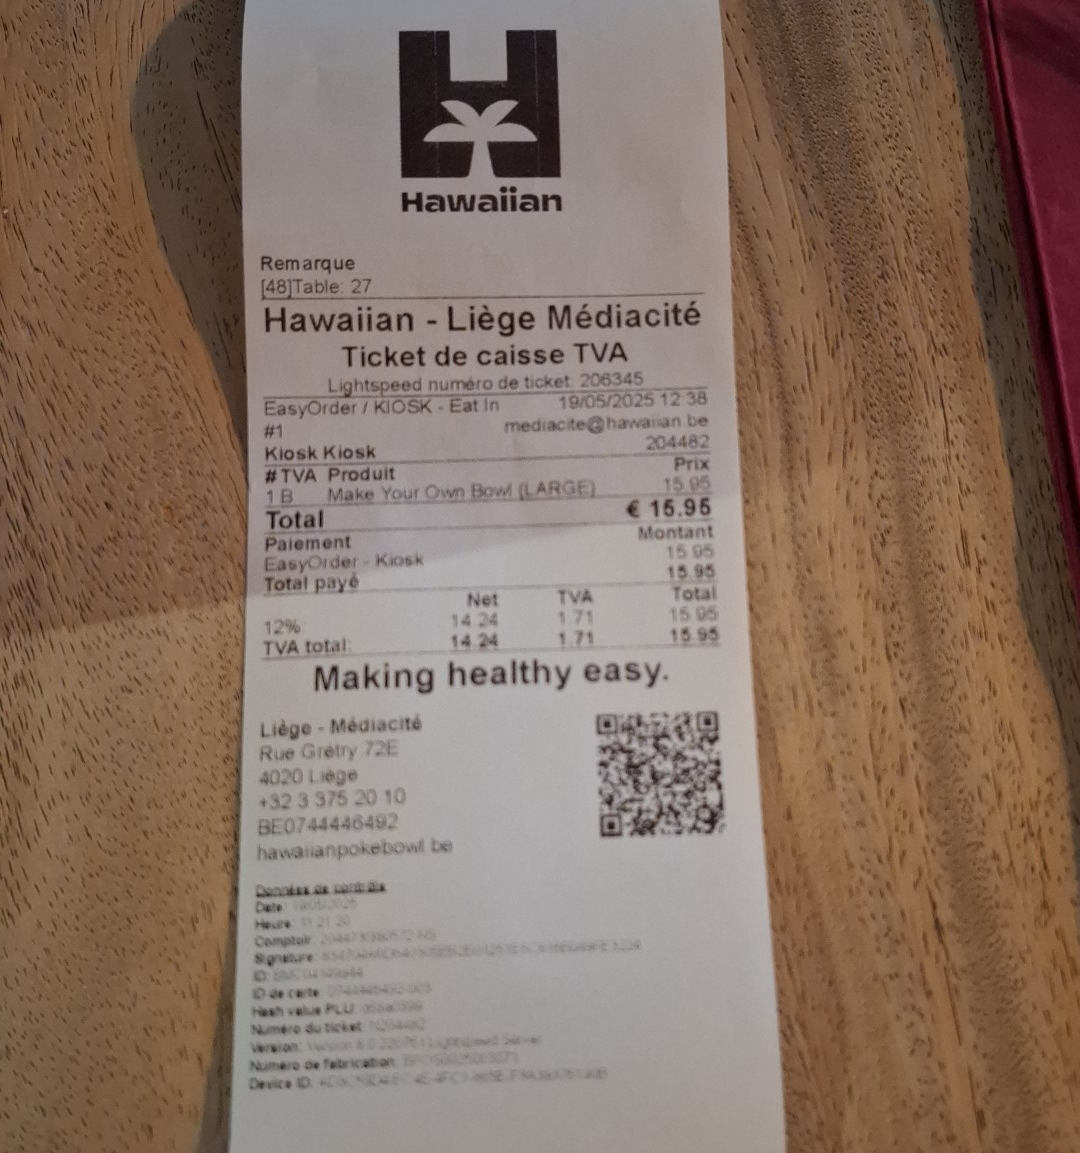 Hawaiian
Remarque
[48]Table: 27
Hawaiian - Liège Médiacité
Ticket de caisse TVA
Lightspeed numéro de ticket: 206345
EasyOrder / KIOSK - Eat In 19/05/2025 12:38
#1 mediacite@hawaiian.be
Kiosk Kiosk 204482
#TVA Produit Prix
1 B Make Your Own Bowl (LARGE) 15.95
Total € 15.95
Paiement Montant
EasyOrder - Kiosk 15.95
Total payé 15.95
Net TVA Total
12% 14.24 1.71 15.95
TVA total: 14.24 1.71 15.95
Making healthy easy.
Liège - Médiacité
Rue Grétry 72E
4020 Liège
+32 3 375 20 10
BE0744446492
hawaiianpokebowl.be
Données de contrôle
Date: 19/05/2025
Heure:
Comptoir:
Signature:
ID:
ID de carte:
Hash value PLU:
Numéro du ticket:
Version: Lightspeed Server
Numéro de fabrication:
Device ID: